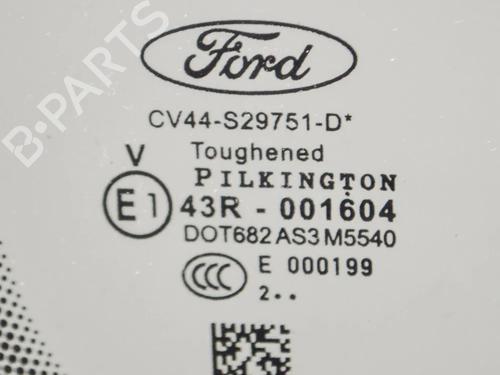 B-PARTS
Ford
CV44-S29751-D*
V
Toughened
PILKINGTON
E1
43R - 001604
DOT682 AS3 M5540
CCC
E 000199
2..